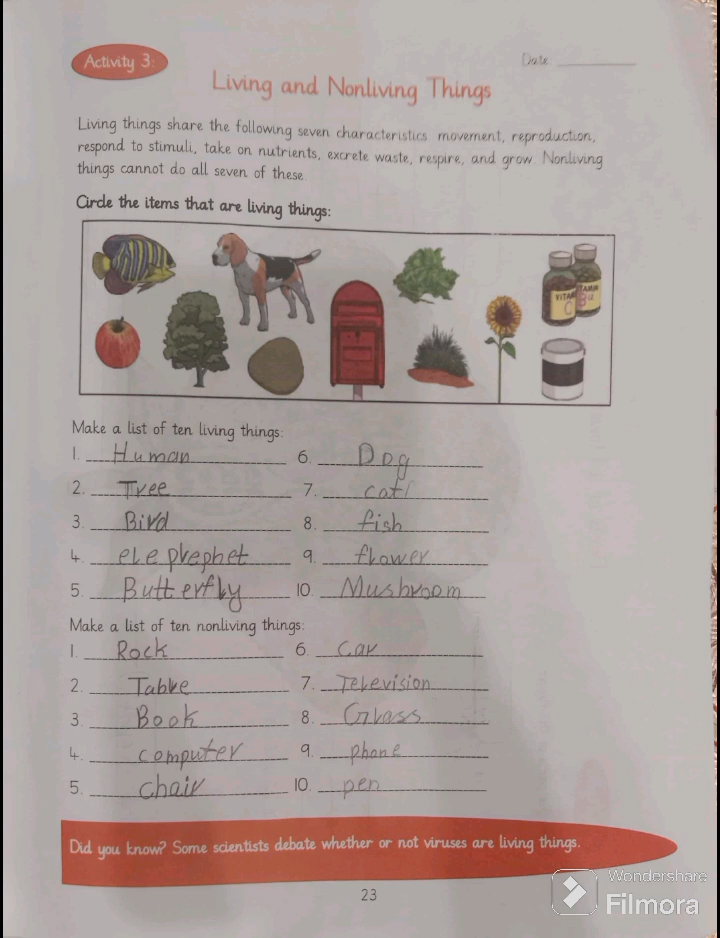 Activity 3:
Date
Living and Nonliving Things
Living things share the following seven characteristics movement, reproduction,
respond to stimuli, take on nutrients, excrete waste, respire, and grow. Nonliving
things cannot do all seven of these
Circle the items that are living things:
VITAMIN C
VITAMIN B12
Make a list of ten living things:
1. Human 6. Dog
2. Tree 7. cat
3. Bird 8. fish
4. elephephet 9. flower
5. Butterfly 10. Mushroom
Make a list of ten nonliving things:
1. Rock 6. Car
2. Table 7. Television
3. Book 8. Glass
4. computer 9. phone
5. chair 10. pen
Did you know? Some scientists debate whether or not viruses are living things.
23
Wondershare
Filmora